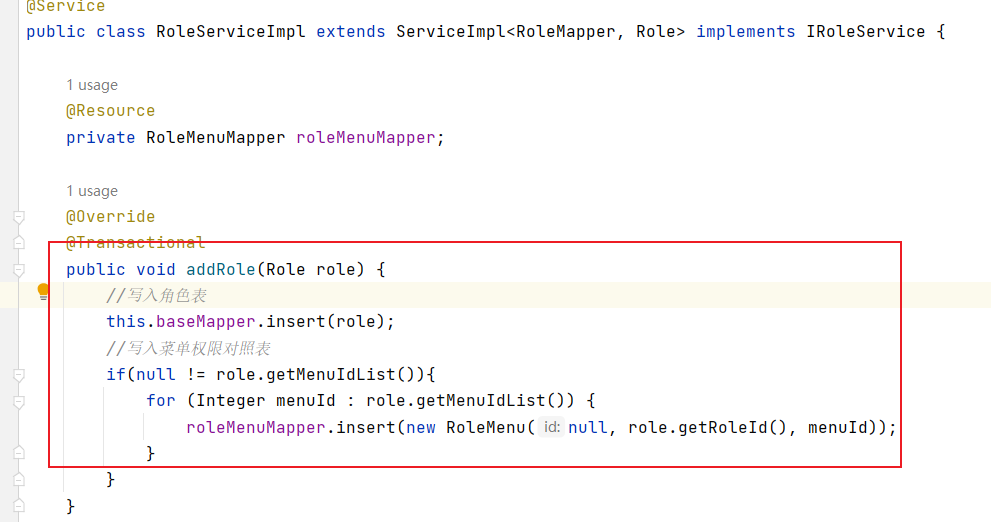 @Service
public class RoleServiceImpl extends ServiceImpl<RoleMapper, Role> implements IRoleService {
1 usage
@Resource
private RoleMenuMapper roleMenuMapper;
1 usage
@Override
@Transactional
public void addRole(Role role) {
//写入角色表
this.baseMapper.insert(role);
//写入菜单权限对照表
if(null != role.getMenuIdList()){
for (Integer menuId : role.getMenuIdList()) {
roleMenuMapper.insert(new RoleMenu( id: null, role.getRoleId(), menuId));
}
}
}